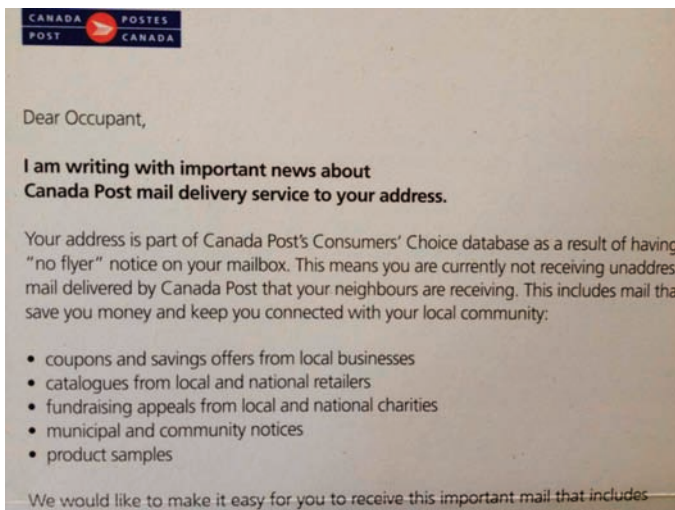 CANADA POSTES
POST CANADA
Dear Occupant,
I am writing with important news about
Canada Post mail delivery service to your address.
Your address is part of Canada Post's Consumers' Choice database as a result of having
"no flyer" notice on your mailbox. This means you are currently not receiving unaddres
mail delivered by Canada Post that your neighbours are receiving. This includes mail tha
save you money and keep you connected with your local community:
• coupons and savings offers from local businesses
• catalogues from local and national retailers
• fundraising appeals from local and national charities
• municipal and community notices
• product samples
We would like to make it easy for you to receive this important mail that includes